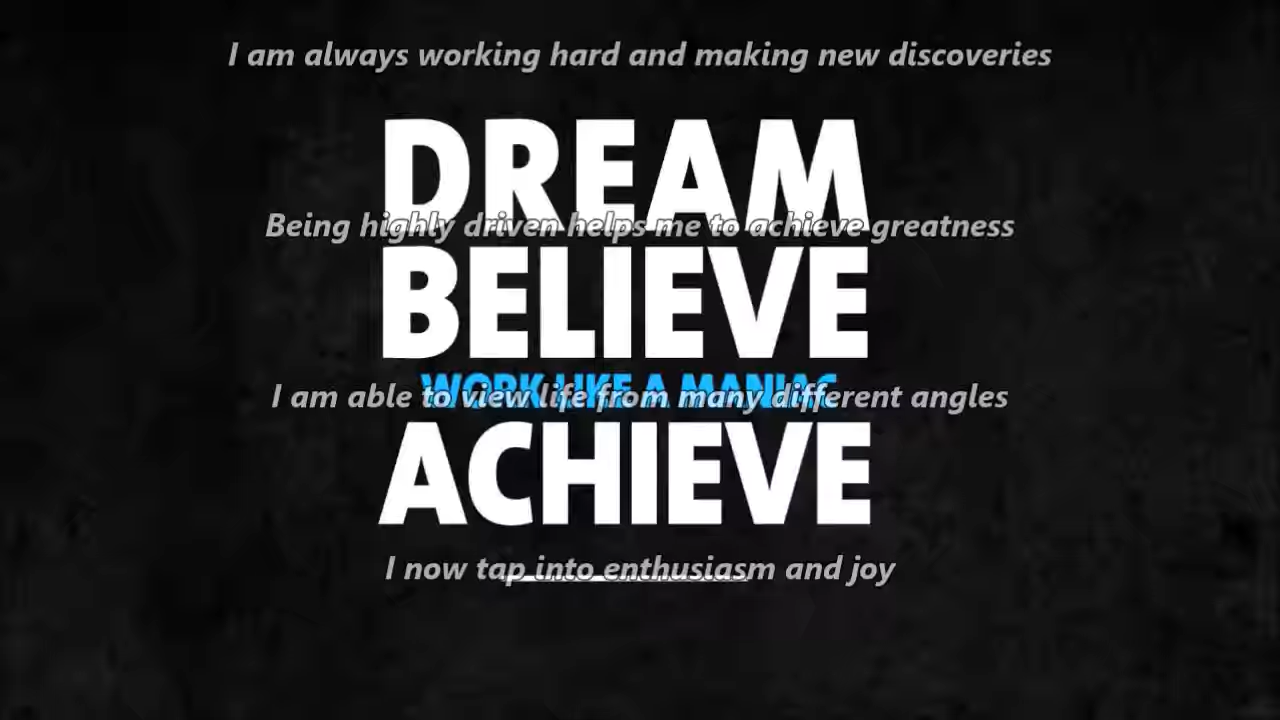 I am always working hard and making new discoveries
DREAM
Being highly driven helps me to achieve greatness
BELIEVE
WORK LIKE A MANIAC
I am able to view life from many different angles
ACHIEVE
I now tap into enthusiasm and joy